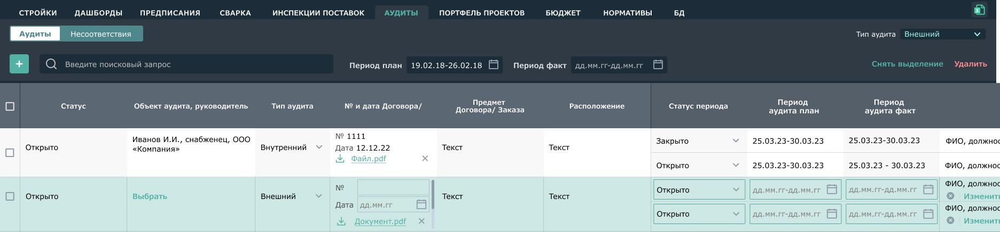 СТРОЙКИ ДАШБОРДЫ ПРЕДПИСАНИЯ СВАРКА ИНСПЕКЦИИ ПОСТАВОК АУДИТЫ ПОРТФЕЛЬ ПРОЕКТОВ БЮДЖЕТ НОРМАТИВЫ БД
Аудиты Несоответствия Тип аудита Внешний
+ Введите поисковый запрос Период план 19.02.18-26.02.18 Период факт дд.мм.гг-дд.мм.гг Снять выделение Удалить
Статус Объект аудита, руководитель Тип аудита № и дата Договора/ Предмет Договора/ Заказа Расположение Статус периода Период аудита план Период аудита факт
Открыто Иванов И.И., снабженец, ООО «Компания» Внутренний № 1111
Дата 12.12.22
Файл.pdf
Текст Текст
Закрыто 25.03.23-30.03.23 25.03.23-30.03.23 ФИО, должнос
Открыто 25.03.23-30.03.23 25.03.23 - 30.03.23 ФИО, должнос
Открыто Выбрать Внешний №
Дата дд.мм.гг
Документ.pdf
Текст Текст
Открыто дд.мм.гг-дд.мм.гг дд.мм.гг-дд.мм.гг ФИО, должнос
Изменить
Открыто дд.мм.гг-дд.мм.гг дд.мм.гг-дд.мм.гг ФИО, должнос
Изменить